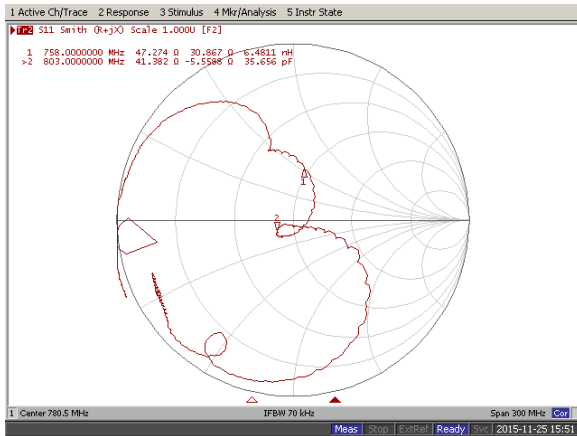 1 Active Ch/Trace 2 Response 3 Stimulus 4 Mkr/Analysis 5 Instr State
Tr2 S11 Smith (R+jX) Scale 1.000U [F2]
1 758.0000000 MHz 47.274 Ω 30.867 Ω 6.4811 nH
>2 803.0000000 MHz 41.382 Ω -5.5588 Ω 35.656 pF
1
2
1 Center 780.5 MHz IFBW 70 kHz Span 300 MHz Cor
Meas Stop ExtRef Ready Svc 2015-11-25 15:51